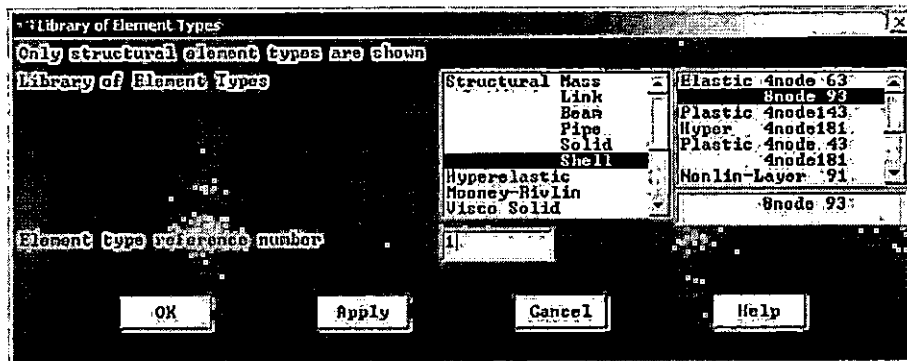 Library of Element Types
Only structural element types are shown
Library of Element Types
Structural Mass
Link
Beam
Pipe
Solid
Shell
Hyperelastic
Mooney-Rivlin
Visco Solid
Elastic 4node 63
8node 93
Plastic 4node143
Hyper 4node181
Plastic 4node 43
4node181
Nonlin-Layer 91
8node 93
Element type reference number
1
OK Apply Cancel Help